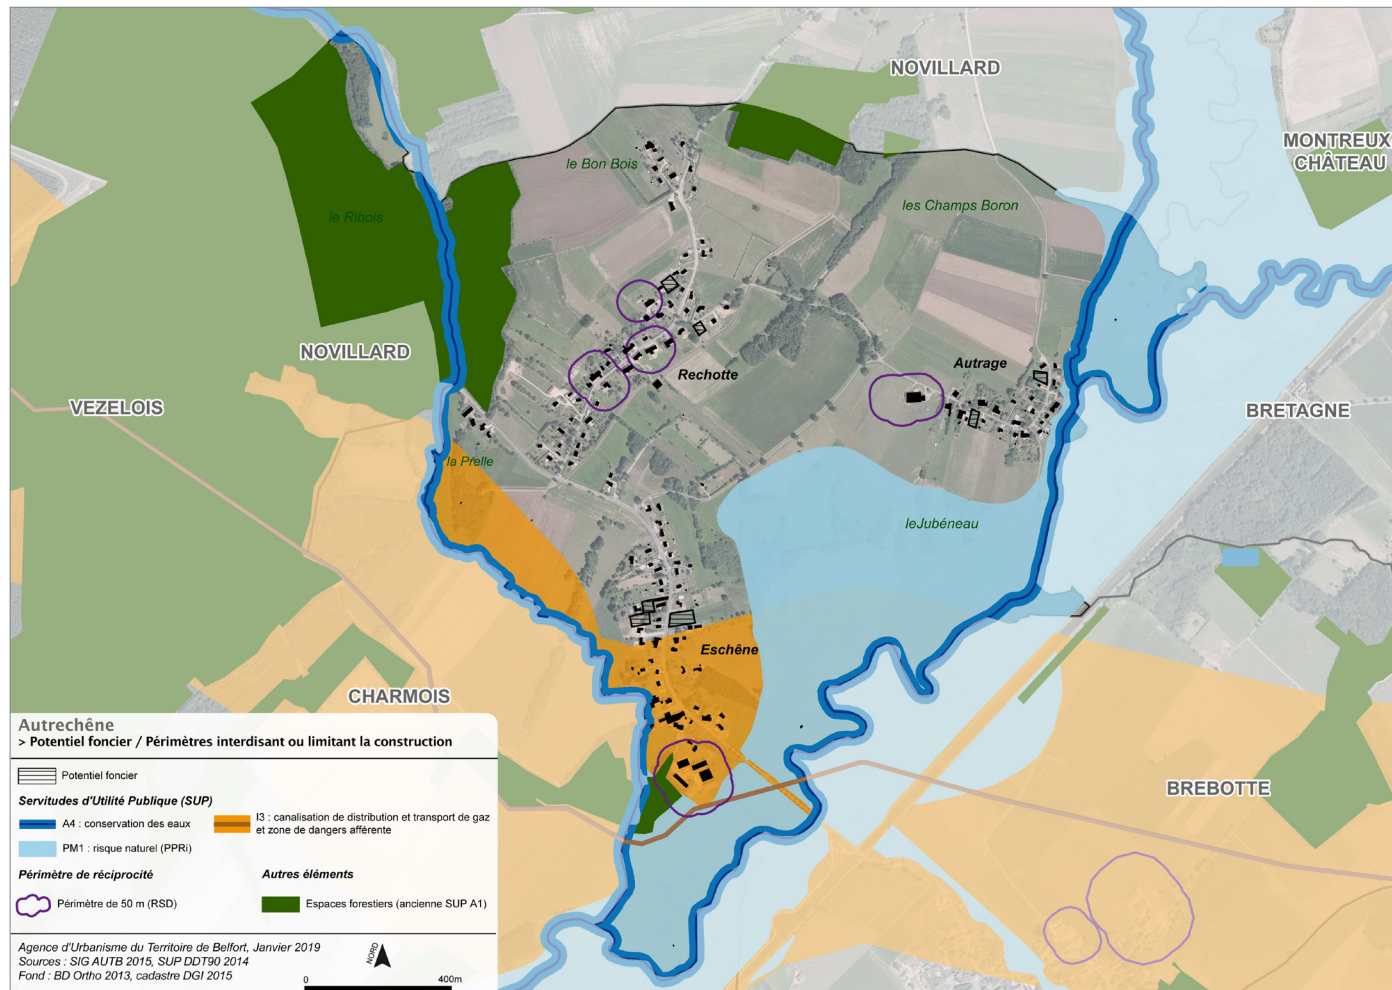 NOVILLARD
MONTREUX
CHÂTEAU
le Bon Bois
le Ribois
les Champs Boron
NOVILLARD
Autrage
Rechotte
VEZELOIS
BRETAGNE
la Prelle
leJubéneau
Eschêne
CHARMOIS
BREBOTTE
Autrechêne
> Potentiel foncier / Périmètres interdisant ou limitant la construction
Potentiel foncier
Servitudes d'Utilité Publique (SUP)
A4 : conservation des eaux
I3 : canalisation de distribution et transport de gaz
et zone de dangers afférente
PM1 : risque naturel (PPRi)
Périmètre de réciprocité
Autres éléments
Périmètre de 50 m (RSD)
Espaces forestiers (ancienne SUP A1)
Agence d'Urbanisme du Territoire de Belfort, Janvier 2019
Sources : SIG AUTB 2015, SUP DDT90 2014
Fond : BD Ortho 2013, cadastre DGI 2015
NORD
0 400m